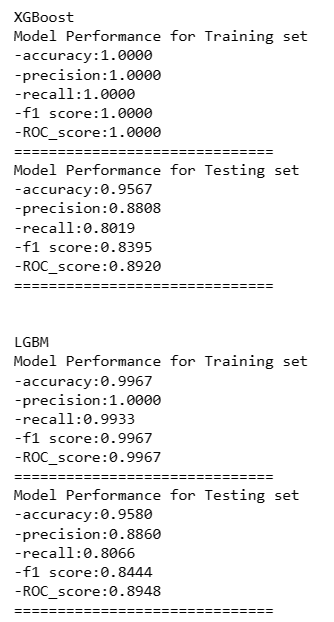 XGBoost
Model Performance for Training set
-accuracy:1.0000
-precision:1.0000
-recall:1.0000
-f1 score:1.0000
-ROC_score:1.0000
==============================
Model Performance for Testing set
-accuracy:0.9567
-precision:0.8808
-recall:0.8019
-f1 score:0.8395
-ROC_score:0.8920
==============================
LGBM
Model Performance for Training set
-accuracy:0.9967
-precision:1.0000
-recall:0.9933
-f1 score:0.9967
-ROC_score:0.9967
==============================
Model Performance for Testing set
-accuracy:0.9580
-precision:0.8860
-recall:0.8066
-f1 score:0.8444
-ROC_score:0.8948
==============================